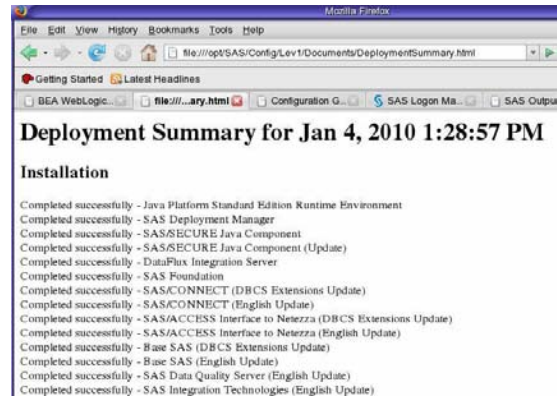 Mozilla Firefox
File Edit View History Bookmarks Tools Help
file:///opt/SAS/Config/Lev1/Documents/DeploymentSummary.html
Getting Started Latest Headlines
BEA WebLogic... file:///...ary.html Configuration G... SAS Logon Ma... SAS Outpu
Deployment Summary for Jan 4, 2010 1:28:57 PM
Installation
Completed successfully - Java Platform Standard Edition Runtime Environment
Completed successfully - SAS Deployment Manager
Completed successfully - SAS/SECURE Java Component
Completed successfully - SAS/SECURE Java Component (Update)
Completed successfully - DataFlux Integration Server
Completed successfully - SAS Foundation
Completed successfully - SAS/CONNECT (DBCS Extensions Update)
Completed successfully - SAS/CONNECT (English Update)
Completed successfully - SAS/ACCESS Interface to Netezza (DBCS Extensions Update)
Completed successfully - SAS/ACCESS Interface to Netezza (English Update)
Completed successfully - Base SAS (DBCS Extensions Update)
Completed successfully - Base SAS (English Update)
Completed successfully - SAS Data Quality Server (English Update)
Completed successfully - SAS Integration Technologies (English Update)